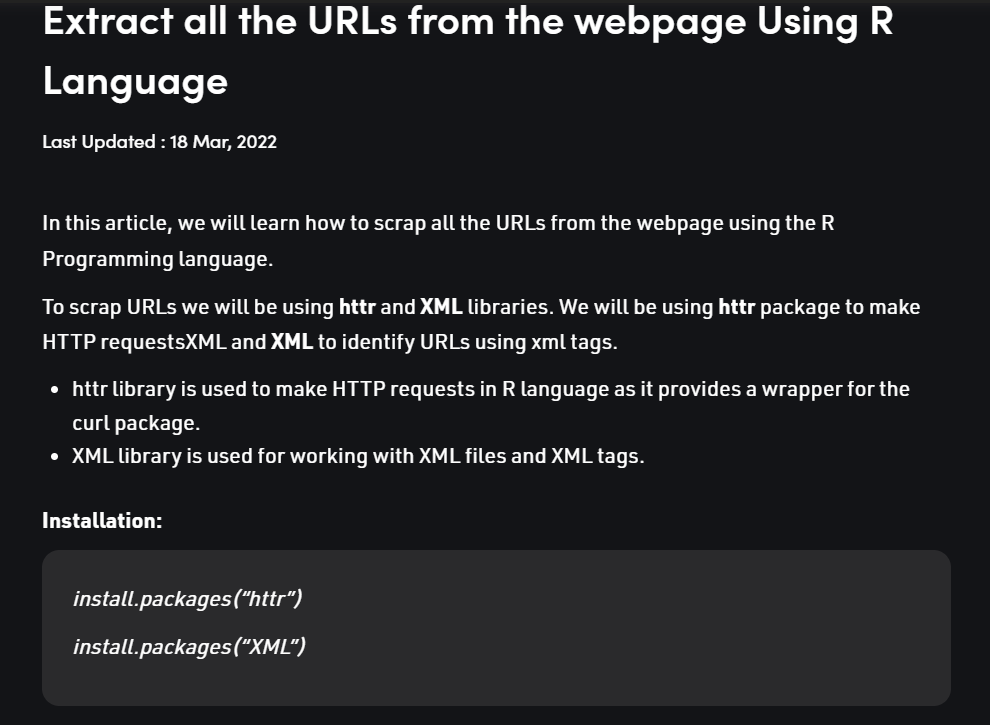 Extract all the URLs from the webpage Using R
Language
Last Updated : 18 Mar, 2022
In this article, we will learn how to scrap all the URLs from the webpage using the R
Programming language.
To scrap URLs we will be using httr and XML libraries. We will be using httr package to make
HTTP requestsXML and XML to identify URLs using xml tags.
• httr library is used to make HTTP requests in R language as it provides a wrapper for the
curl package.
• XML library is used for working with XML files and XML tags.
Installation:
install.packages(“httr”)
install.packages(“XML”)